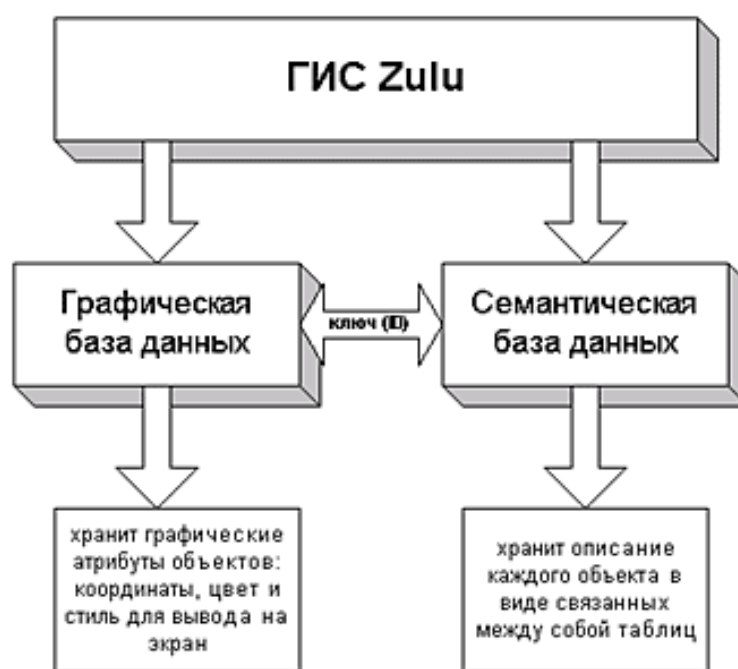 ГИС Zulu
Графическая
база данных
ключ (ID)
Семантическая
база данных
хранит графические
атрибуты объектов:
координаты, цвет и
стиль для вывода на
экран
хранит описание
каждого объекта в
виде связанных
между собой таблиц